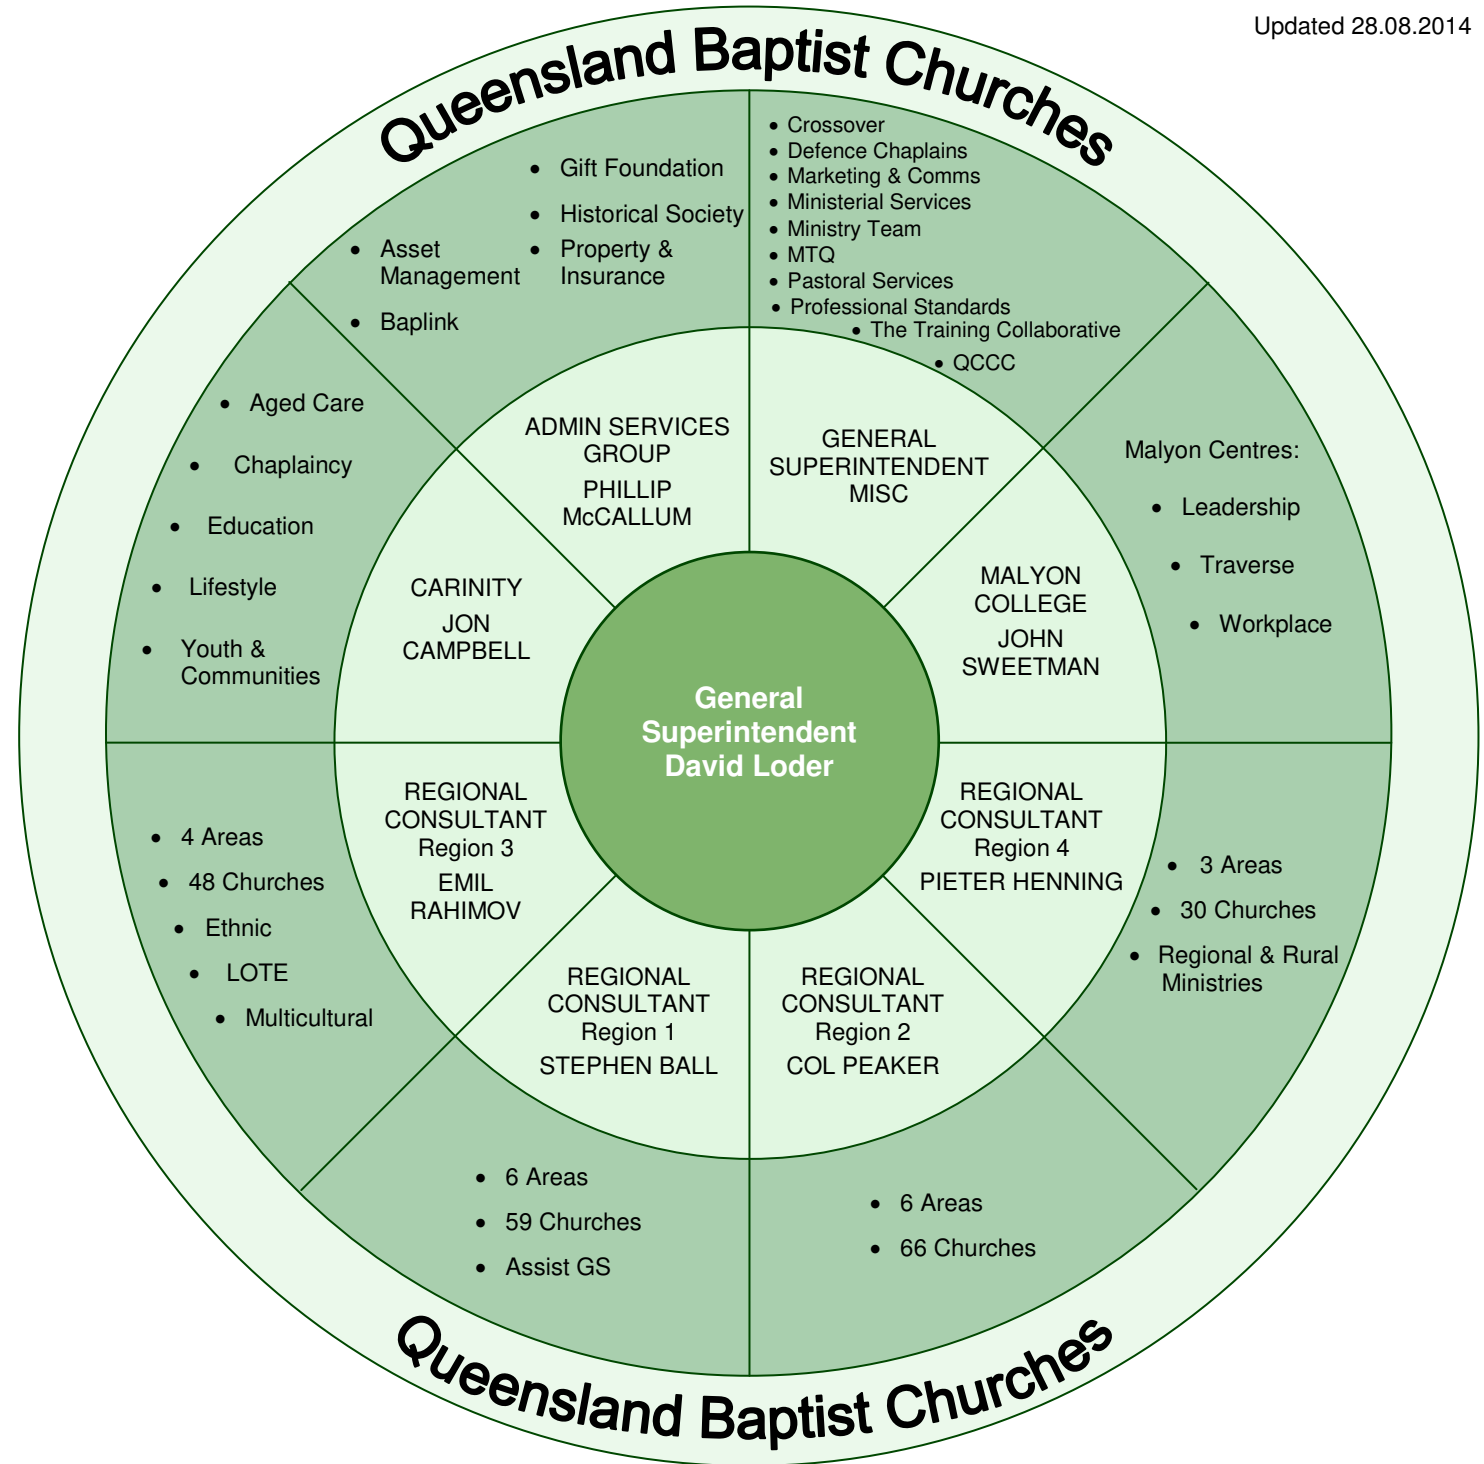 Updated 28.08.2014
Queensland Baptist Churches
• Gift Foundation
• Historical Society
• Property &
Insurance
• Asset
Management
• Baplink
• Crossover
• Defence Chaplains
• Marketing & Comms
• Ministerial Services
• Ministry Team
• MTQ
• Pastoral Services
• Professional Standards
• The Training Collaborative
• QCCC
• Aged Care
• Chaplaincy
• Education
• Lifestyle
• Youth &
Communities
ADMIN SERVICES
GROUP
PHILLIP
McCALLUM
GENERAL
SUPERINTENDENT
MISC
Malyon Centres:
• Leadership
• Traverse
• Workplace
CARINITY
JON
CAMPBELL
MALYON
COLLEGE
JOHN
SWEETMAN
General
Superintendent
David Loder
REGIONAL
CONSULTANT
Region 3
EMIL
RAHIMOV
REGIONAL
CONSULTANT
Region 4
PIETER HENNING
• 4 Areas
• 48 Churches
• Ethnic
• LOTE
• Multicultural
• 3 Areas
• 30 Churches
• Regional & Rural
Ministries
REGIONAL
CONSULTANT
Region 1
STEPHEN BALL
REGIONAL
CONSULTANT
Region 2
COL PEAKER
• 6 Areas
• 59 Churches
• Assist GS
• 6 Areas
• 66 Churches
Queensland Baptist Churches